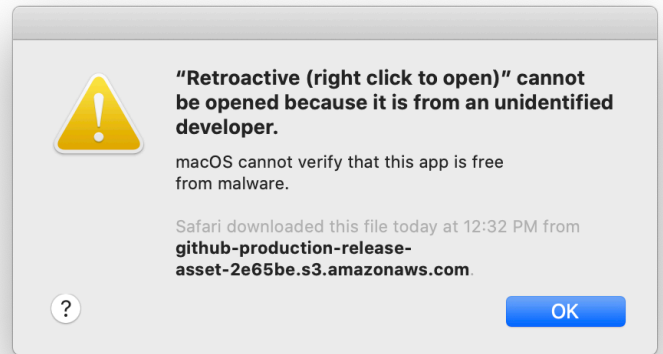 “Retroactive (right click to open)” cannot
be opened because it is from an unidentified
developer.
macOS cannot verify that this app is free
from malware.
Safari downloaded this file today at 12:32 PM from
github-production-release-
asset-2e65be.s3.amazonaws.com.
?
OK